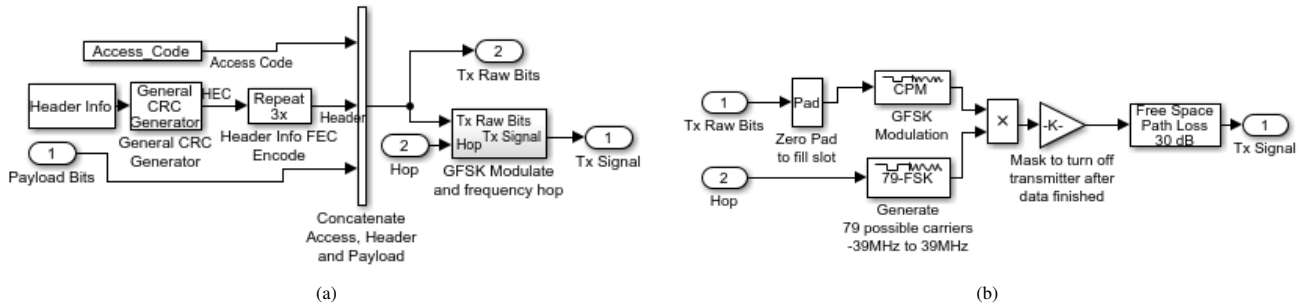 Access_Code
Access Code
Header Info
General
CRC
Generator
HEC
General CRC
Generator
Repeat
3x
Header Info FEC
Encode
Header
1
Payload Bits
Concatenate
Access, Header
and Payload
2
Tx Raw Bits
Tx Raw Bits
Tx Signal
Hop
2
Hop
GFSK Modulate
and frequency hop
1
Tx Signal
(a)
1
Tx Raw Bits
Pad
Zero Pad
to fill slot
CPM
GFSK
Modulation
2
Hop
79-FSK
Generate
79 possible carriers
-39MHz to 39MHz
×
-K-
Mask to turn off
transmitter after
data finished
Free Space
Path Loss
30 dB
1
Tx Signal
(b)